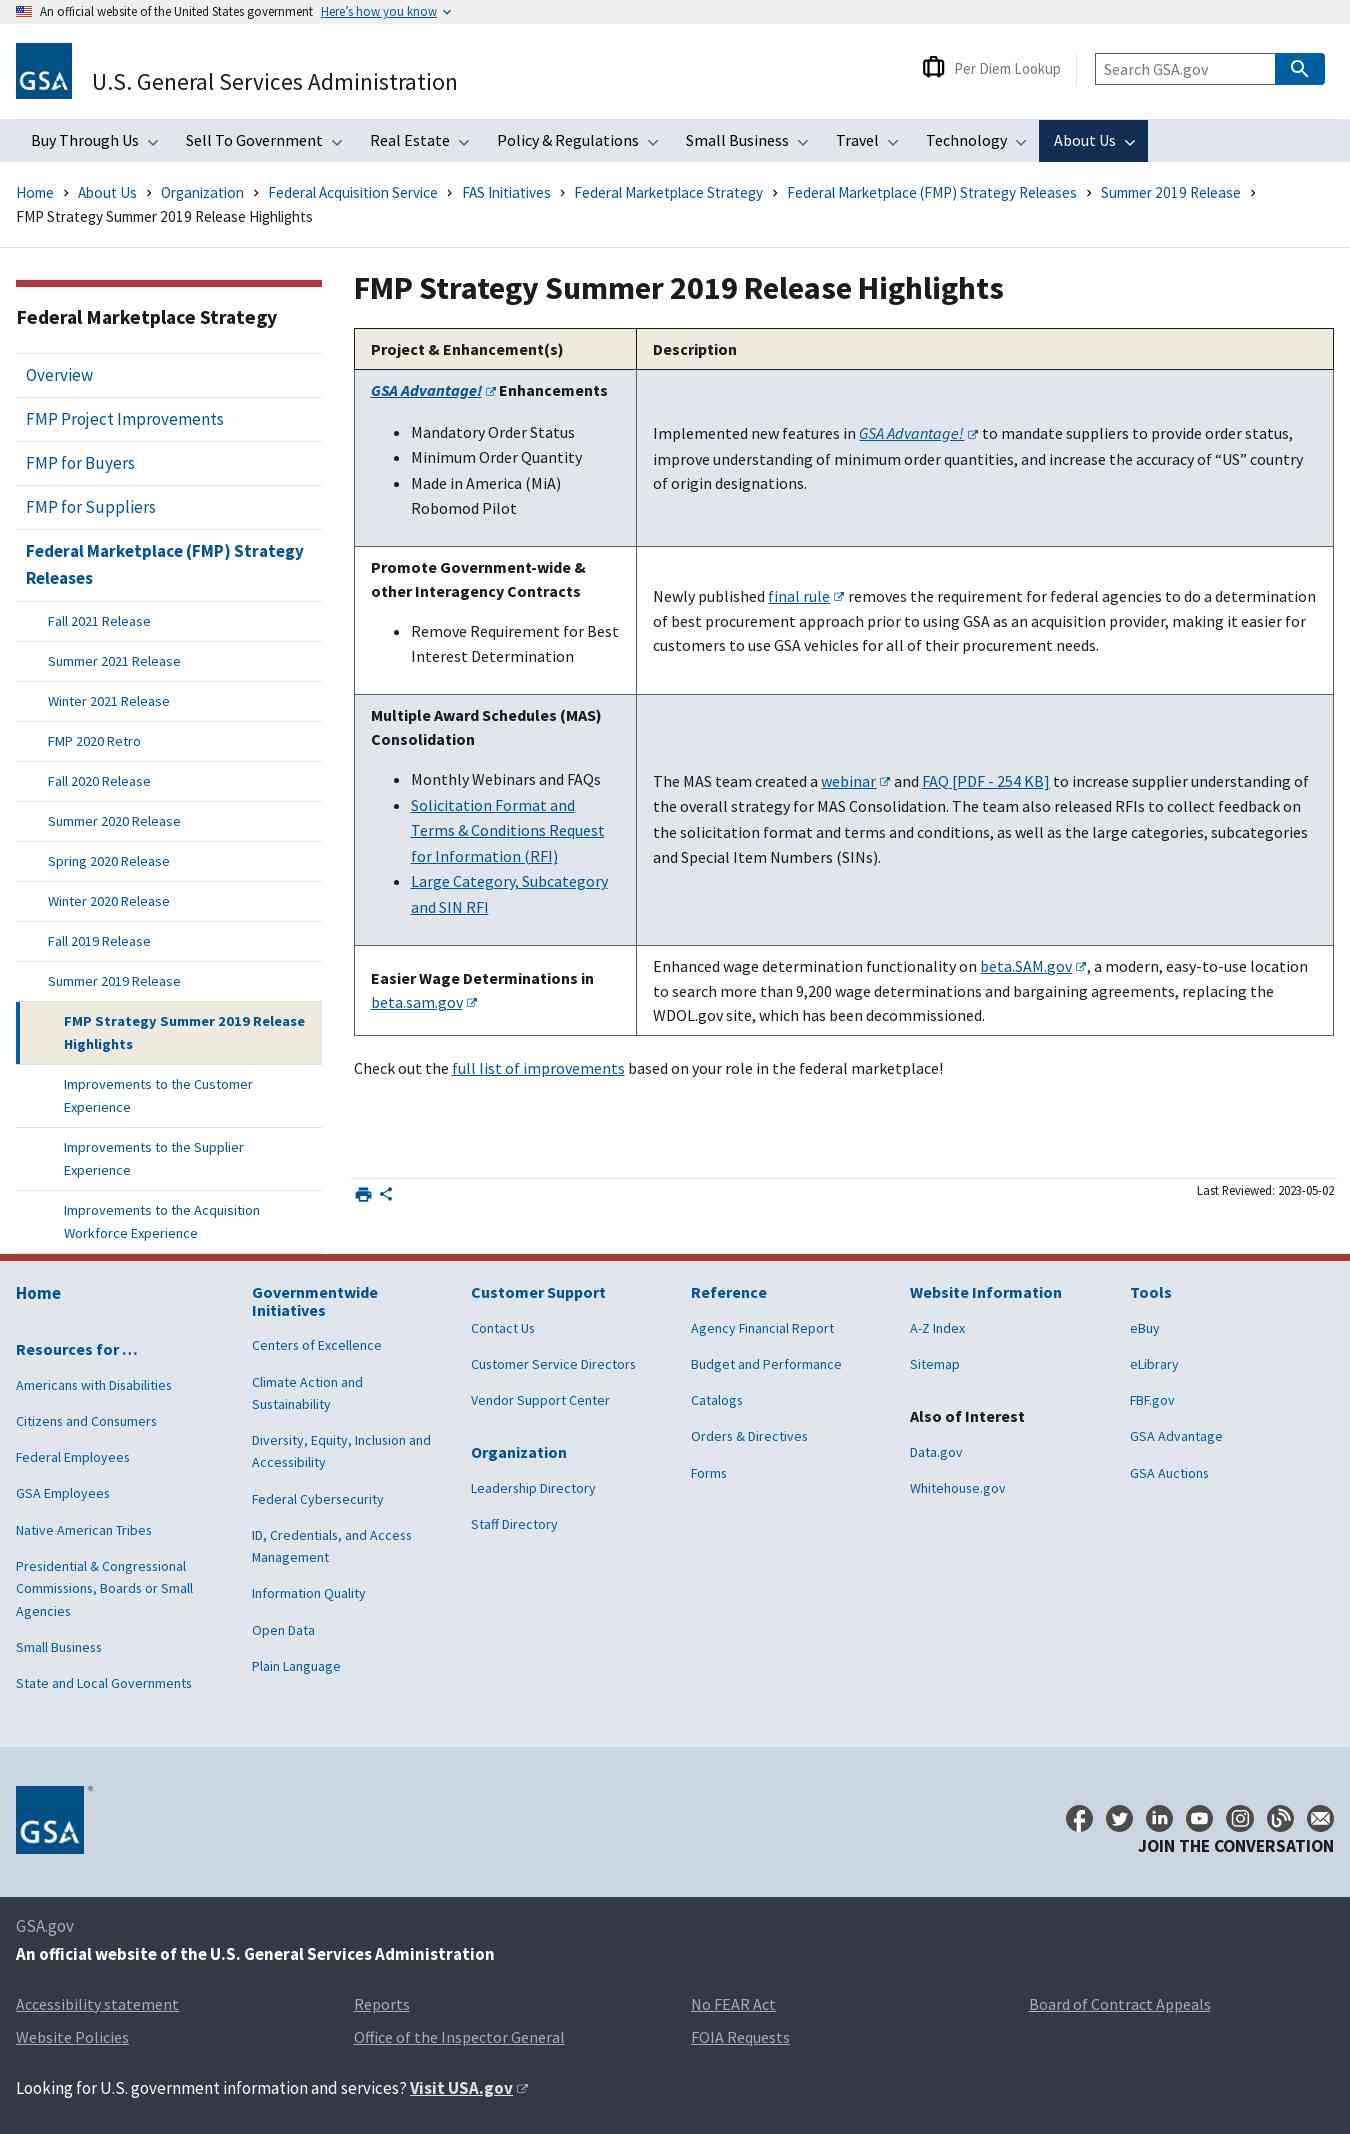 An official website of the United States government Here’s how you know
GSA
U.S. General Services Administration
Per Diem Lookup
Search GSA.gov
Buy Through Us Sell To Government Real Estate Policy & Regulations Small Business Travel Technology About Us
Home About Us Organization Federal Acquisition Service FAS Initiatives Federal Marketplace Strategy Federal Marketplace (FMP) Strategy Releases Summer 2019 Release
FMP Strategy Summer 2019 Release Highlights
Federal Marketplace Strategy
Overview
FMP Project Improvements
FMP for Buyers
FMP for Suppliers
Federal Marketplace (FMP) Strategy
Releases
Fall 2021 Release
Summer 2021 Release
Winter 2021 Release
FMP 2020 Retro
Fall 2020 Release
Summer 2020 Release
Spring 2020 Release
Winter 2020 Release
Fall 2019 Release
Summer 2019 Release
FMP Strategy Summer 2019 Release
Highlights
Improvements to the Customer
Experience
Improvements to the Supplier
Experience
Improvements to the Acquisition
Workforce Experience
FMP Strategy Summer 2019 Release Highlights
Project & Enhancement(s) Description
GSA Advantage! Enhancements
Mandatory Order Status
Minimum Order Quantity
Made in America (MiA)
Robomod Pilot
Implemented new features in GSA Advantage! to mandate suppliers to provide order status,
improve understanding of minimum order quantities, and increase the accuracy of “US” country
of origin designations.
Promote Government-wide &
other Interagency Contracts
Remove Requirement for Best
Interest Determination
Newly published final rule removes the requirement for federal agencies to do a determination
of best procurement approach prior to using GSA as an acquisition provider, making it easier for
customers to use GSA vehicles for all of their procurement needs.
Multiple Award Schedules (MAS)
Consolidation
Monthly Webinars and FAQs
Solicitation Format and
Terms & Conditions Request
for Information (RFI)
Large Category, Subcategory
and SIN RFI
The MAS team created a webinar and FAQ [PDF - 254 KB] to increase supplier understanding of
the overall strategy for MAS Consolidation. The team also released RFIs to collect feedback on
the solicitation format and terms and conditions, as well as the large categories, subcategories
and Special Item Numbers (SINs).
Easier Wage Determinations in
beta.sam.gov
Enhanced wage determination functionality on beta.SAM.gov, a modern, easy-to-use location
to search more than 9,200 wage determinations and bargaining agreements, replacing the
WDOL.gov site, which has been decommissioned.
Check out the full list of improvements based on your role in the federal marketplace!
Last Reviewed: 2023-05-02
Home
Resources for …
Americans with Disabilities
Citizens and Consumers
Federal Employees
GSA Employees
Native American Tribes
Presidential & Congressional
Commissions, Boards or Small
Agencies
Small Business
State and Local Governments
Governmentwide
Initiatives
Centers of Excellence
Climate Action and
Sustainability
Diversity, Equity, Inclusion and
Accessibility
Federal Cybersecurity
ID, Credentials, and Access
Management
Information Quality
Open Data
Plain Language
Customer Support
Contact Us
Customer Service Directors
Vendor Support Center
Organization
Leadership Directory
Staff Directory
Reference
Agency Financial Report
Budget and Performance
Catalogs
Orders & Directives
Forms
Website Information
A-Z Index
Sitemap
Also of Interest
Data.gov
Whitehouse.gov
Tools
eBuy
eLibrary
FBF.gov
GSA Advantage
GSA Auctions
GSA
JOIN THE CONVERSATION
GSA.gov
An official website of the U.S. General Services Administration
Accessibility statement Reports No FEAR Act Board of Contract Appeals
Website Policies Office of the Inspector General FOIA Requests
Looking for U.S. government information and services? Visit USA.gov